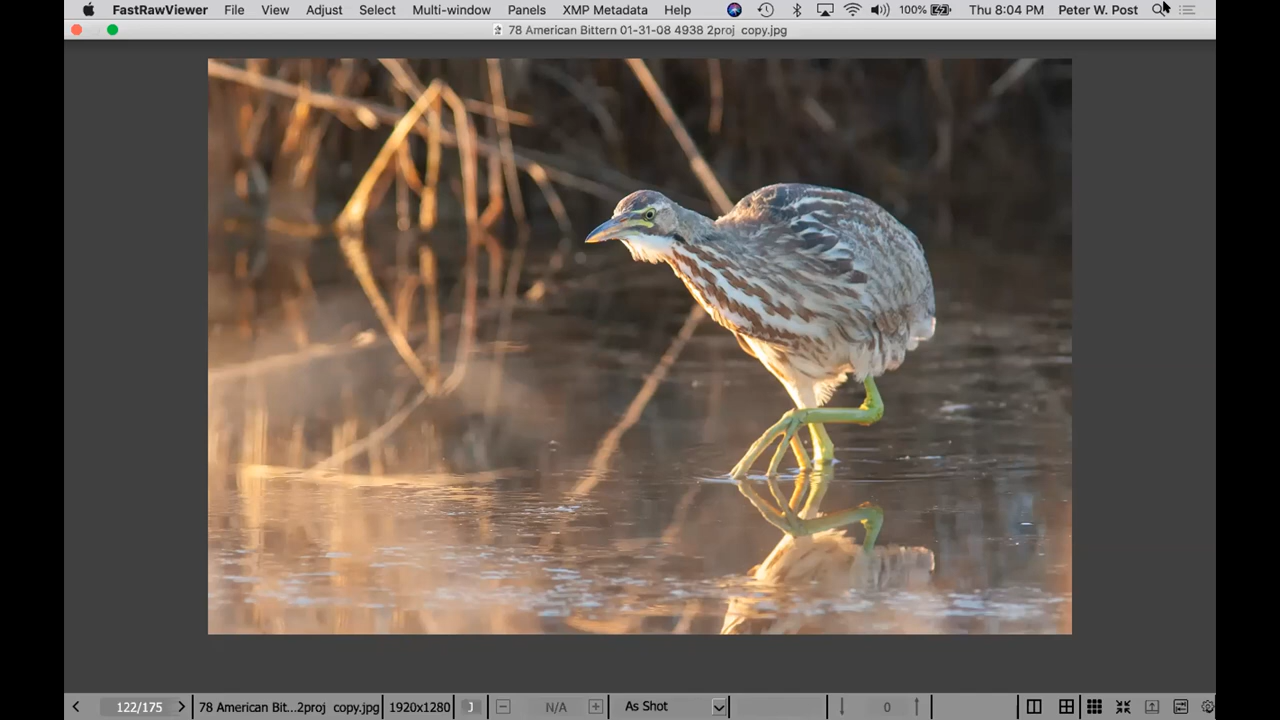 FastRawViewer File View Adjust Select Multi-window Panels XMP Metadata Help 100% Thu 8:04 PM Peter W. Post
78 American Bittern 01-31-08 4938 2proj copy.jpg
122/175 78 American Bit...2proj copy.jpg 1920x1280 J N/A As Shot 0